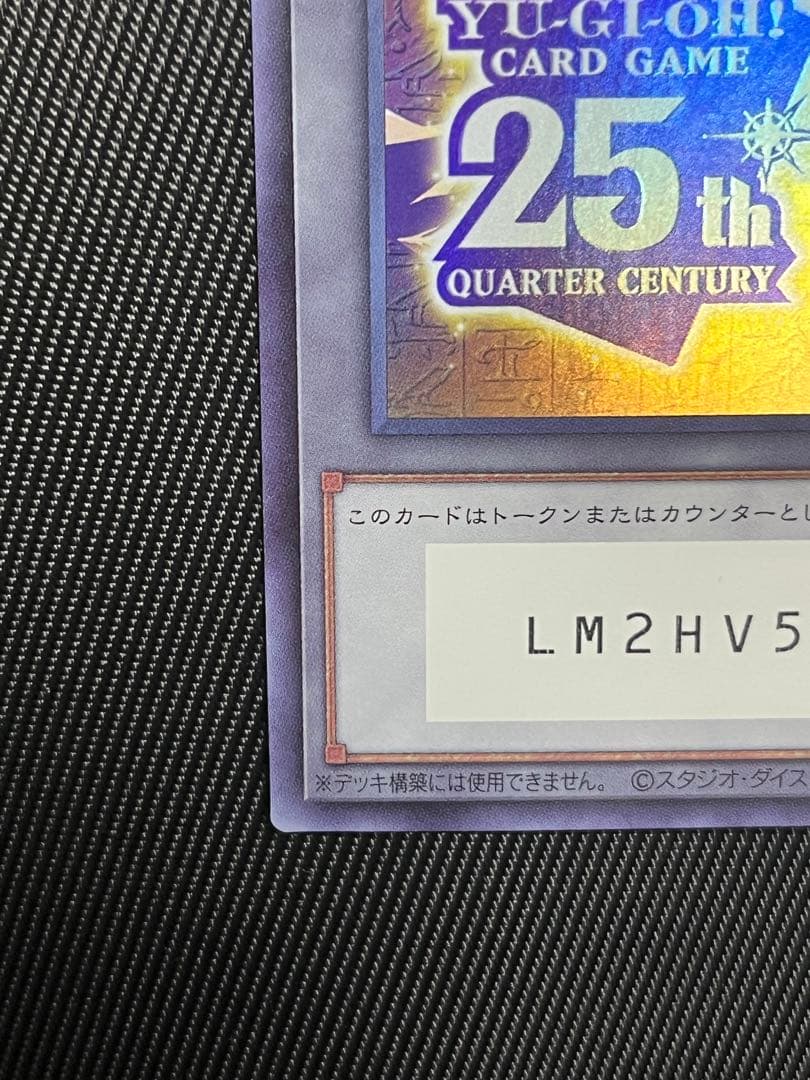 YU-GI-OH!
CARD GAME
25th
QUARTER CENTURY
このカードはトークンまたはカウンターとし
LM2HV5
※デッキ構築には使用できません。 ©スタジオ・ダイス